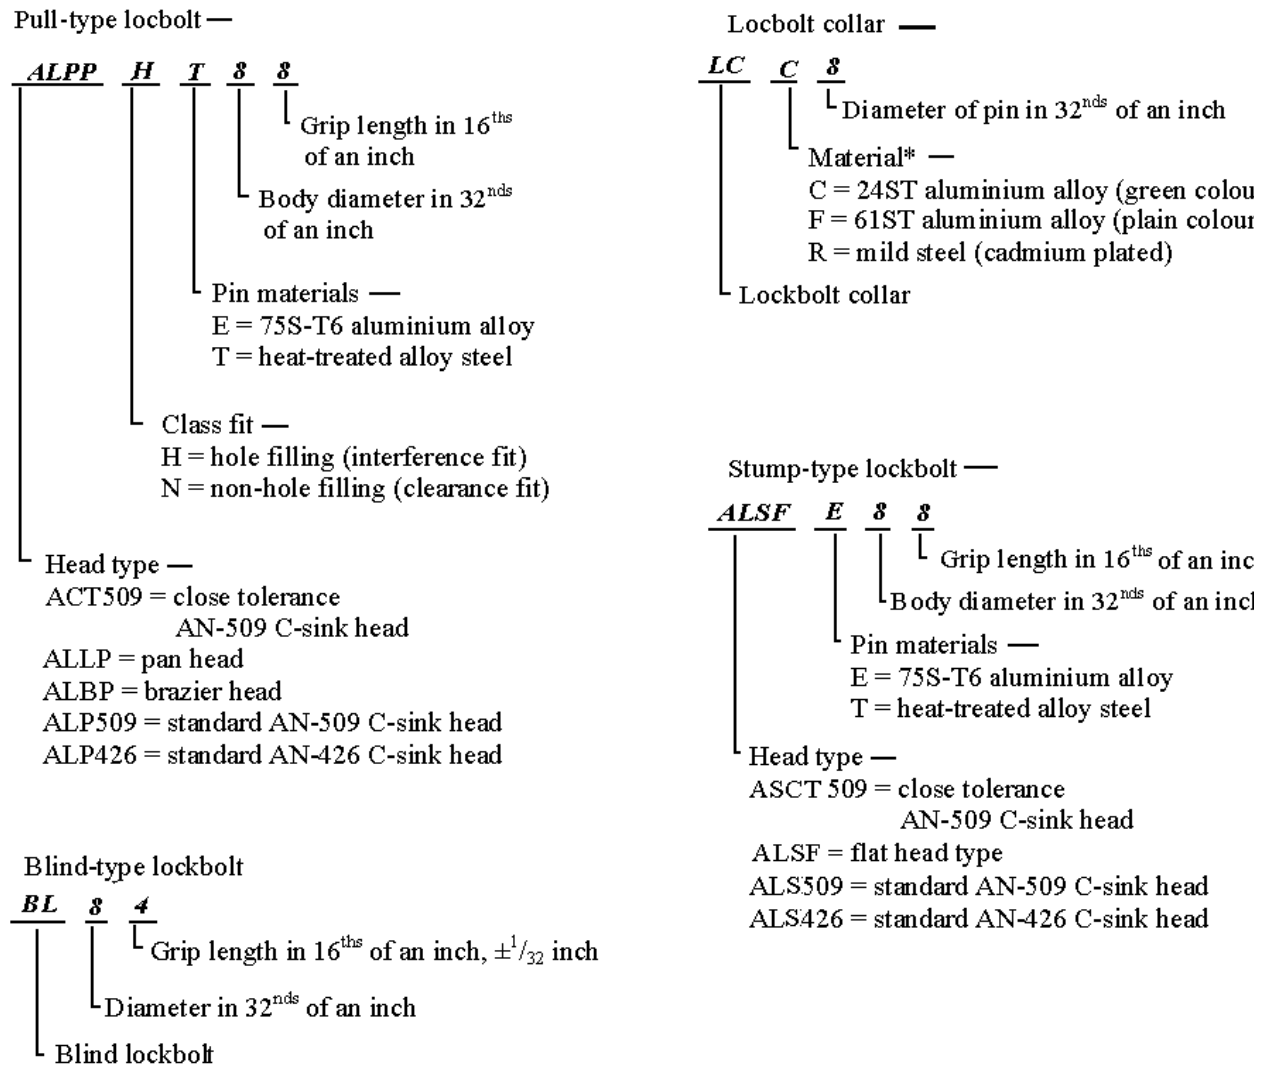 Pull-type locbolt —
ALPP H T 8 8
Grip length in 16ths
of an inch
Body diameter in 32nds
of an inch
Pin materials —
E = 75S-T6 aluminium alloy
T = heat-treated alloy steel
Class fit —
H = hole filling (interference fit)
N = non-hole filling (clearance fit)
Head type —
ACT509 = close tolerance
AN-509 C-sink head
ALLP = pan head
ALBP = brazier head
ALP509 = standard AN-509 C-sink head
ALP426 = standard AN-426 C-sink head
Blind-type lockbolt
BL 8 4
Grip length in 16ths of an inch, ±1/32 inch
Diameter in 32nds of an inch
Blind lockbolt
Locbolt collar —
LC C 8
Diameter of pin in 32nds of an inch
Material* —
C = 24ST aluminium alloy (green colou
F = 61ST aluminium alloy (plain colour
R = mild steel (cadmium plated)
Lockbolt collar
Stump-type lockbolt —
ALSF E 8 8
Grip length in 16ths of an inc
Body diameter in 32nds of an incl
Pin materials —
E = 75S-T6 aluminium alloy
T = heat-treated alloy steel
Head type —
ASCT 509 = close tolerance
AN-509 C-sink head
ALSF = flat head type
ALS509 = standard AN-509 C-sink head
ALS426 = standard AN-426 C-sink head